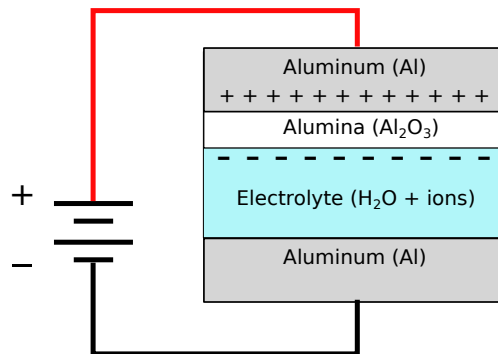 Aluminum (Al)
+ + + + + + + + + + + +
Alumina (Al₂O₃)
- - - - - - - - - -
+
Electrolyte (H₂O + ions)
−
Aluminum (Al)